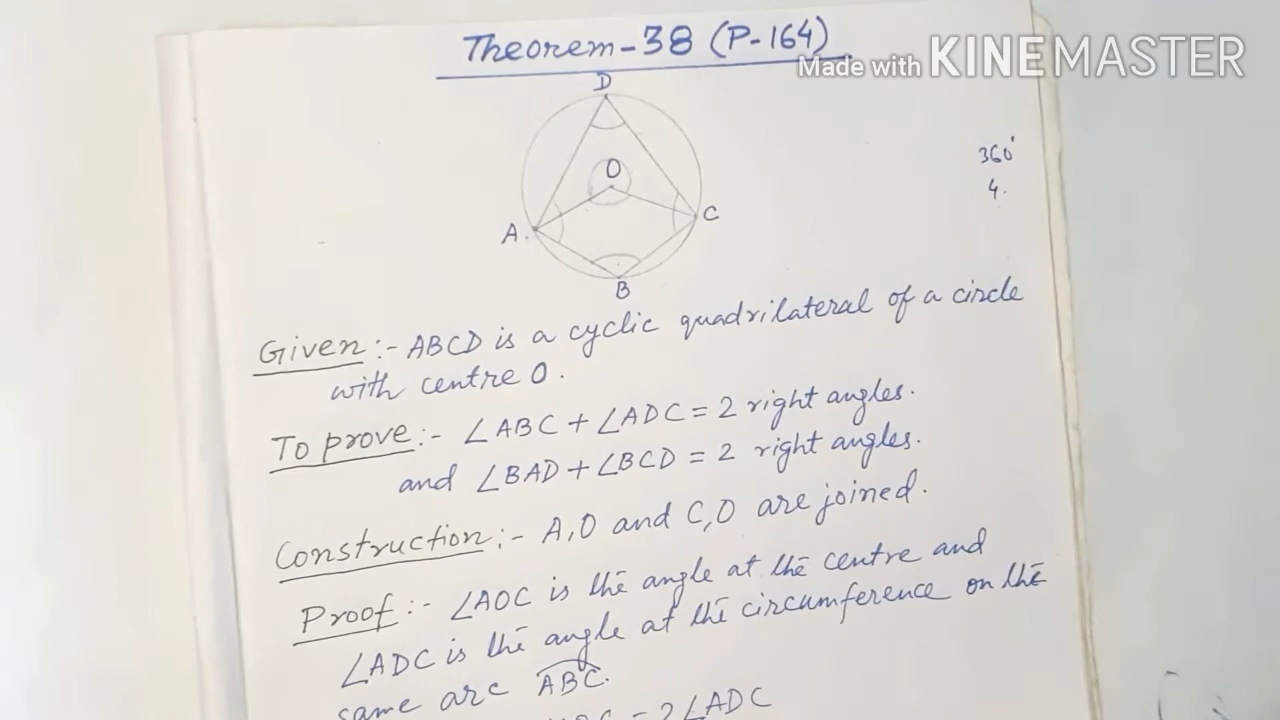 Theorem-38 (P-164)
Made with KINEMASTER
D
O
A.
C
B
360°
4.
Given:- ABCD is a cyclic quadrilateral of a circle
with centre O.
To prove:- ∠ABC + ∠ADC = 2 right angles.
and ∠BAD + ∠BCD = 2 right angles.
Construction:- A,O and C,O are joined.
Proof:- ∠AOC is the angle at the centre and
∠ADC is the angle at the circumference on the
same arc ABC.
= 2∠ADC